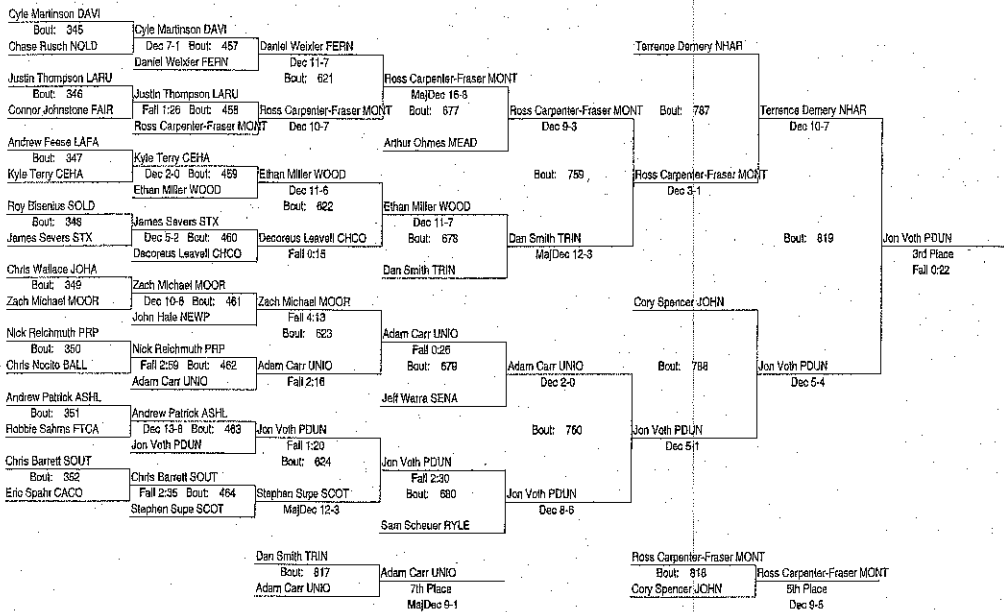 Cyle Martinson DAVI
Bout: 345
Chase Rusch NOLD
Justin Thompson LARU
Bout: 346
Connor Johnstone FAIR
Andrew Feese LAFA
Bout: 347
Kyle Terry CEHA
Roy Bisenius SOLD
Bout: 348
James Severs STX
Chris Wallace JOHA
Bout: 349
Zach Michael MOOR
Nick Reichmuth PRP
Bout: 350
Chris Nocito BALL
Andrew Patrick ASHL
Bout: 351
Robbie Sahrns FTCA
Chris Barrett SOUT
Bout: 352
Eric Spahr CACO
Cyle Martinson DAVI
Dec 7-1 Bout: 457
Daniel Weixler FERN
Justin Thompson LARU
Fall 1:26 Bout: 458
Ross Carpenter-Fraser MONT
Kyle Terry CEHA
Dec 2-0 Bout: 459
Ethan Miller WOOD
James Severs STX
Dec 5-2 Bout: 460
Decoreus Leavell CHCO
Zach Michael MOOR
Dec 10-6 Bout: 461
John Hale NEWP
Nick Reichmuth PRP
Fall 2:59 Bout: 462
Adam Carr UNIO
Andrew Patrick ASHL
Dec 13-8 Bout: 463
Jon Voth PDUN
Chris Barrett SOUT
Fall 2:35 Bout: 464
Stephen Supe SCOT
Daniel Weixler FERN
Dec 11-7
Bout: 621
Ross Carpenter-Fraser MONT
Dec 10-7
Ethan Miller WOOD
Dec 11-6
Bout: 622
Decoreus Leavell CHCO
Fall 0:15
Zach Michael MOOR
Fall 4:13
Bout: 623
Adam Carr UNIO
Fall 2:16
Jon Voth PDUN
Fall 1:20
Bout: 624
Stephen Supe SCOT
MajDec 12-3
Ross Carpenter-Fraser MONT
MajDec 16-8
Bout: 677
Arthur Ohmes MEAD
Ethan Miller WOOD
Dec 11-7
Bout: 678
Dan Smith TRIN
Adam Carr UNIO
Fall 0:26
Bout: 679
Jeff Warra SENA
Jon Voth PDUN
Fall 2:30
Bout: 680
Sam Scheuer RYLE
Ross Carpenter-Fraser MONT
Dec 9-3
Bout: 759
Dan Smith TRIN
MajDec 12-3
Adam Carr UNIO
Dec 2-0
Bout: 760
Jon Voth PDUN
Dec 8-6
Terrence Demery NHAR
Bout: 787
Ross Carpenter-Fraser MONT
Dec 3-1
Cory Spencer JOHN
Bout: 788
Jon Voth PDUN
Dec 5-1
Terrence Demery NHAR
Dec 10-7
Bout: 819
Jon Voth PDUN
Dec 5-4
Jon Voth PDUN
3rd Place
Fall 0:22
Dan Smith TRIN
Bout: 817
Adam Carr UNIO
Adam Carr UNIO
7th Place
MajDec 9-1
Ross Carpenter-Fraser MONT
Bout: 818
Cory Spencer JOHN
Ross Carpenter-Fraser MONT
5th Place
Dec 9-5